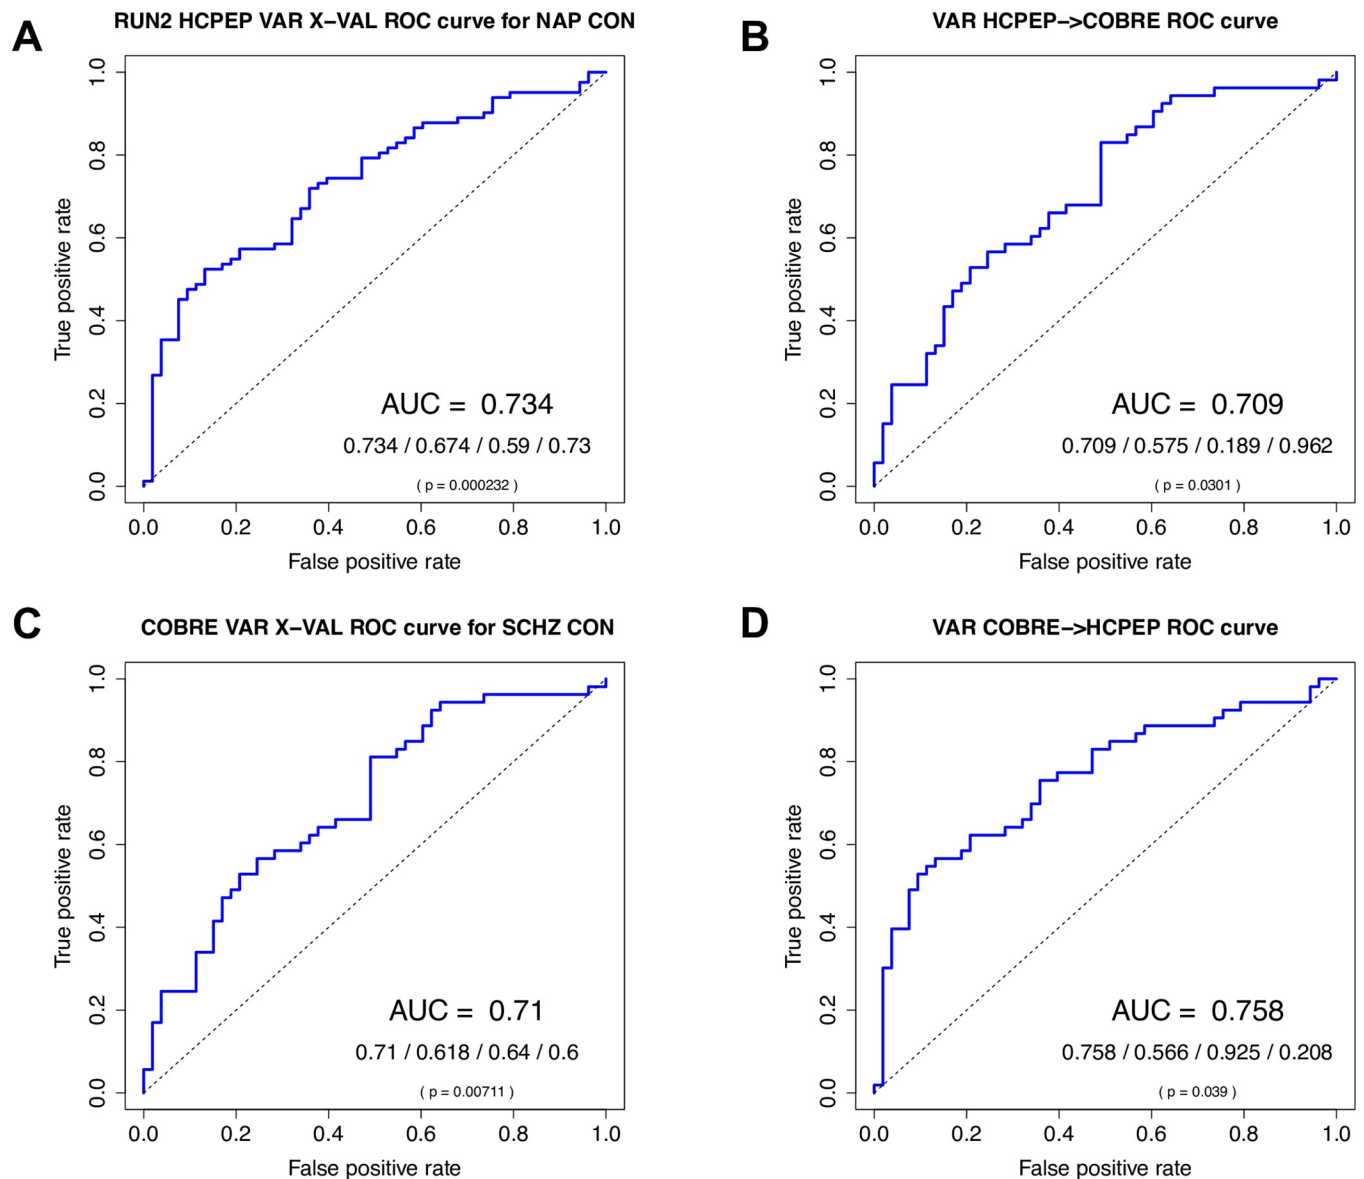 A
RUN2 HCPEP VAR X−VAL ROC curve for NAP CON
True positive rate
1.0
0.8
0.6
0.4
0.2
0.0
AUC = 0.734
0.734 / 0.674 / 0.59 / 0.73
( p = 0.000232 )
0.0 0.2 0.4 0.6 0.8 1.0
False positive rate
B
VAR HCPEP−>COBRE ROC curve
True positive rate
1.0
0.8
0.6
0.4
0.2
0.0
AUC = 0.709
0.709 / 0.575 / 0.189 / 0.962
( p = 0.0301 )
0.0 0.2 0.4 0.6 0.8 1.0
False positive rate
C
COBRE VAR X−VAL ROC curve for SCHZ CON
True positive rate
1.0
0.8
0.6
0.4
0.2
0.0
AUC = 0.71
0.71 / 0.618 / 0.64 / 0.6
( p = 0.00711 )
0.0 0.2 0.4 0.6 0.8 1.0
False positive rate
D
VAR COBRE−>HCPEP ROC curve
True positive rate
1.0
0.8
0.6
0.4
0.2
0.0
AUC = 0.758
0.758 / 0.566 / 0.925 / 0.208
( p = 0.039 )
0.0 0.2 0.4 0.6 0.8 1.0
False positive rate